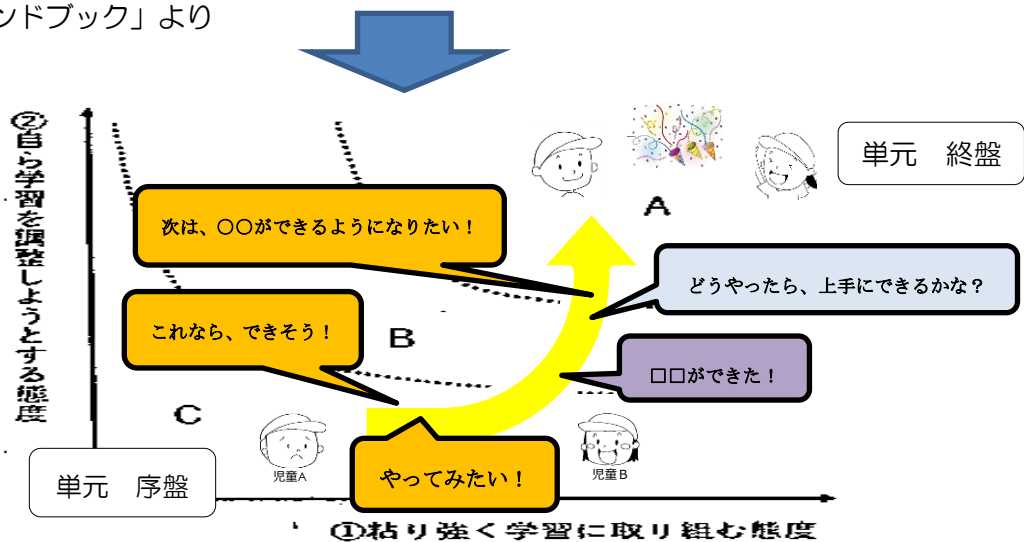 ンドブック」より
②自ら学習を調整しようとする態度
単元　終盤
A
次は、〇〇ができるようになりたい！
どうやったら、上手にできるかな？
これなら、できそう！
B
□□ができた！
C
児童A
児童B
やってみたい！
単元　序盤
①粘り強く学習に取り組む態度